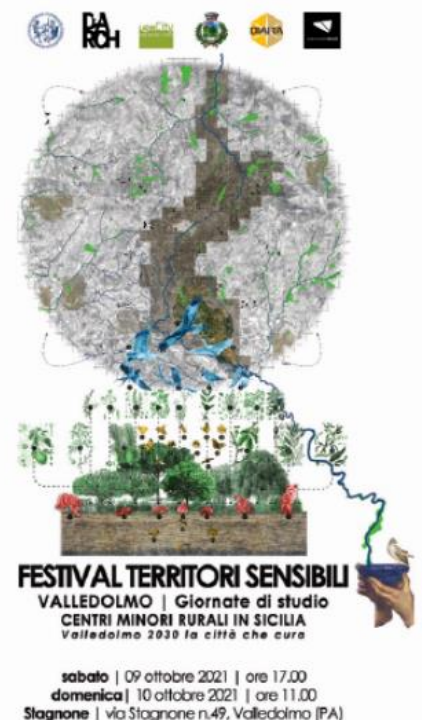 DARCH
FESTIVAL TERRITORI SENSIBILI
VALLEDOLMO | Giornate di studio
CENTRI MINORI RURALI IN SICILIA
Valledolmo 2030 la città che cura
sabato | 09 ottobre 2021 | ore 17.00
domenica | 10 ottobre 2021 | ore 11.00
Stagnone | via Stagnone n.49, Valledolmo (PA)